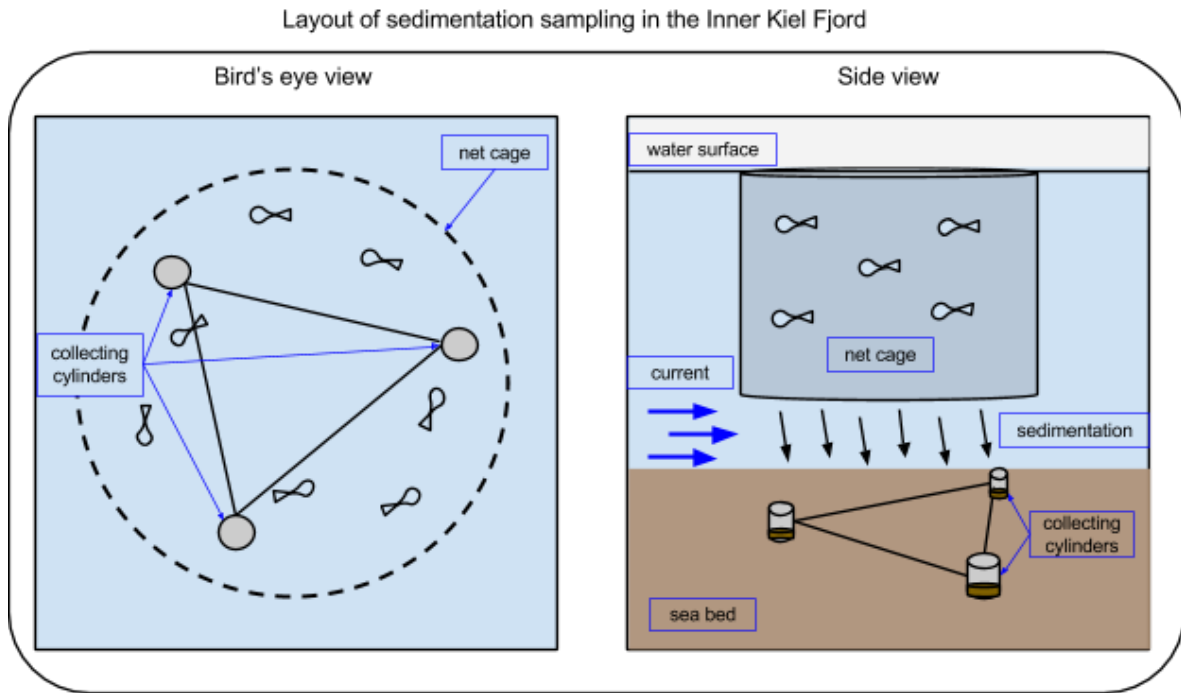 Layout of sedimentation sampling in the Inner Kiel Fjord
Bird's eye view
net cage
collecting
cylinders
Side view
water surface
net cage
current
sedimentation
collecting
cylinders
sea bed